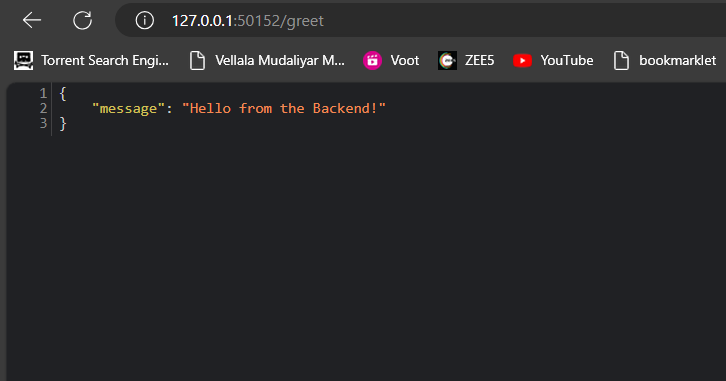 127.0.0.1:50152/greet
Torrent Search Engi... Vellala Mudaliyar M... Voot ZEE5 YouTube bookmarklet
1 {
2 "message": "Hello from the Backend!"
3 }